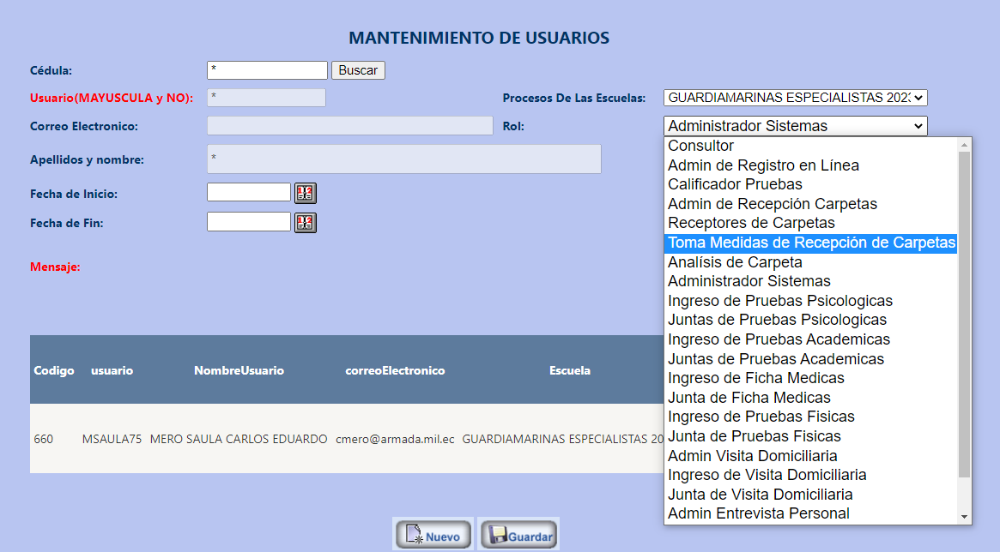 MANTENIMIENTO DE USUARIOS
Cédula: * Buscar
Usuario(MAYUSCULA y NO): * Procesos De Las Escuelas: GUARDIAMARINAS ESPECIALISTAS 202
Correo Electronico: Rol: Administrador Sistemas
Apellidos y nombre: *
Fecha de Inicio:
Fecha de Fin:
Mensaje:
Consultor
Admin de Registro en Línea
Calificador Pruebas
Admin de Recepción Carpetas
Receptores de Carpetas
Toma Medidas de Recepción de Carpetas
Analísis de Carpeta
Administrador Sistemas
Ingreso de Pruebas Psicologicas
Juntas de Pruebas Psicologicas
Ingreso de Pruebas Academicas
Juntas de Pruebas Academicas
Ingreso de Ficha Medicas
Junta de Ficha Medicas
Ingreso de Pruebas Fisicas
Junta de Pruebas Fisicas
Admin Visita Domiciliaria
Ingreso de Visita Domiciliaria
Junta de Visita Domiciliaria
Admin Entrevista Personal
Codigo usuario NombreUsuario correoElectronico Escuela
660 MSAULA75 MERO SAULA CARLOS EDUARDO cmero@armada.mil.ec GUARDIAMARINAS ESPECIALISTAS 20
Nuevo Guardar